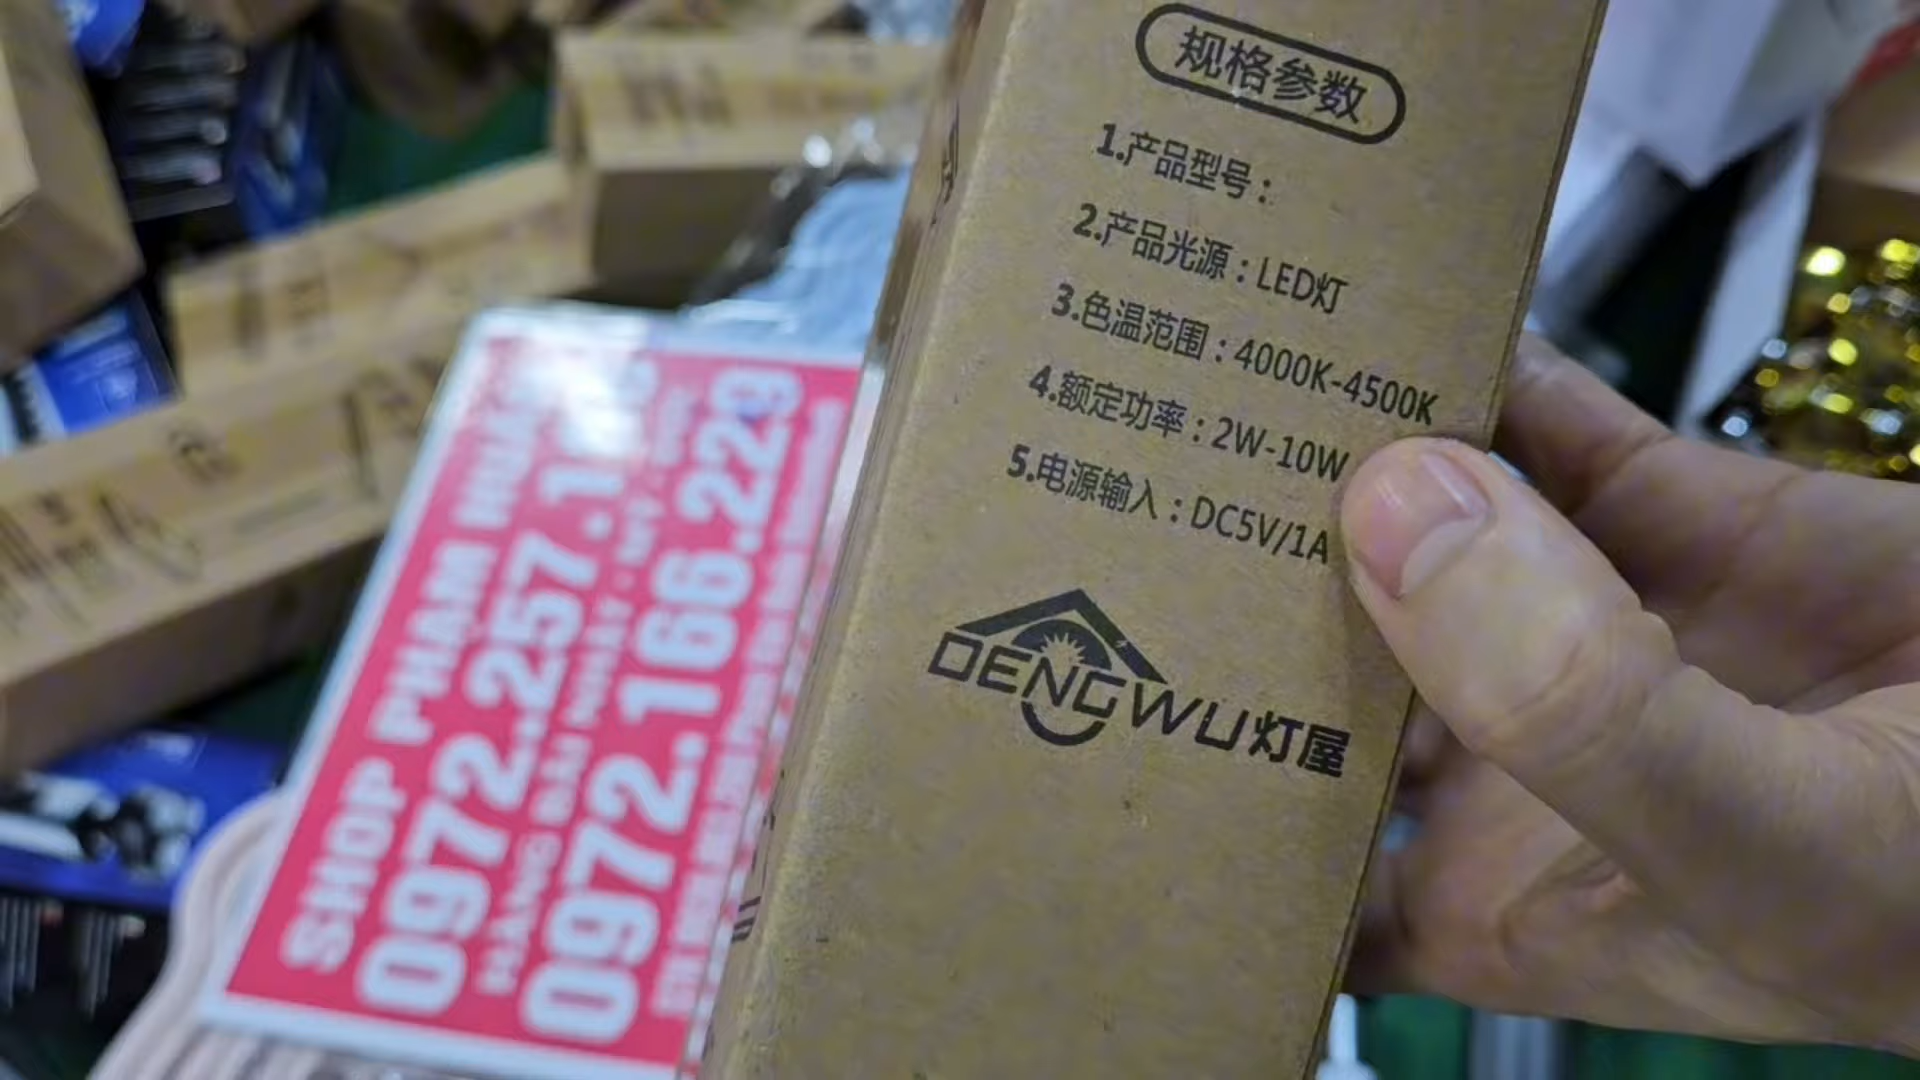 规格参数
1.产品型号：
2.产品光源：LED灯
3.色温范围：4000K-4500K
4.额定功率：2W-10W
5.电源输入：DC5V/1A
DENGWU灯屋
SHOP PHẠM
0972.257.1
0972.166.229